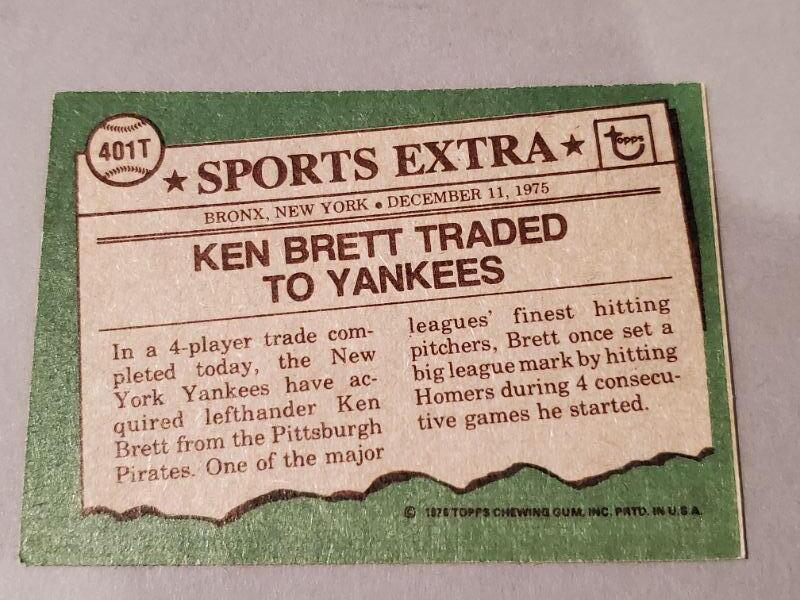 401T
★ SPORTS EXTRA ★
topps
BRONX, NEW YORK • DECEMBER 11, 1975
KEN BRETT TRADED
TO YANKEES
In a 4-player trade com-
pleted today, the New
York Yankees have ac-
quired lefthander Ken
Brett from the Pittsburgh
Pirates. One of the major
leagues' finest hitting
pitchers, Brett once set a
big league mark by hitting
Homers during 4 consecu-
tive games he started.
© 1976 TOPPS CHEWING GUM, INC. PRTD. IN U.S.A.